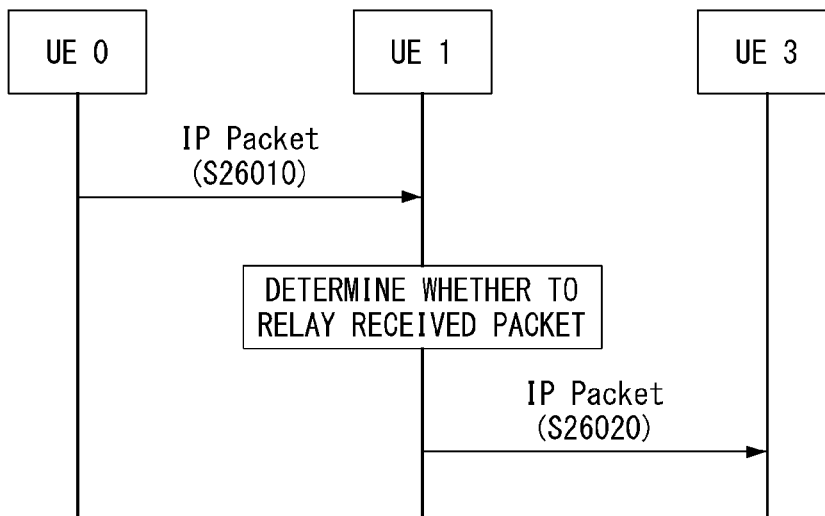 UE 0
UE 1
UE 3
IP Packet
(S26010)
DETERMINE WHETHER TO
RELAY RECEIVED PACKET
IP Packet
(S26020)